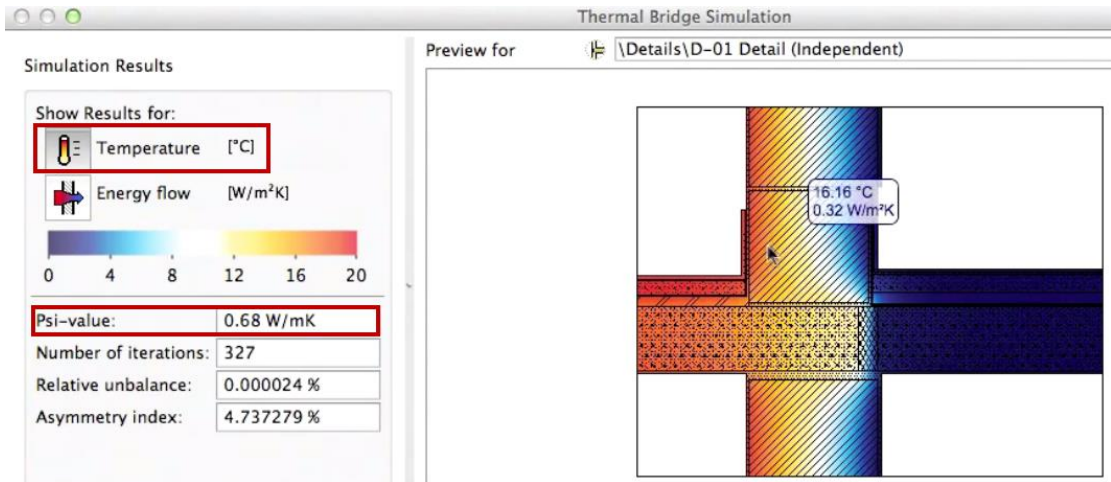 Thermal Bridge Simulation
Simulation Results
Show Results for:
Temperature [°C]
Energy flow [W/m²K]
0 4 8 12 16 20
Psi-value: 0.68 W/mK
Number of iterations: 327
Relative unbalance: 0.000024 %
Asymmetry index: 4.737279 %
Preview for \Details\D-01 Detail (Independent)
16.16 °C
0.32 W/m²K